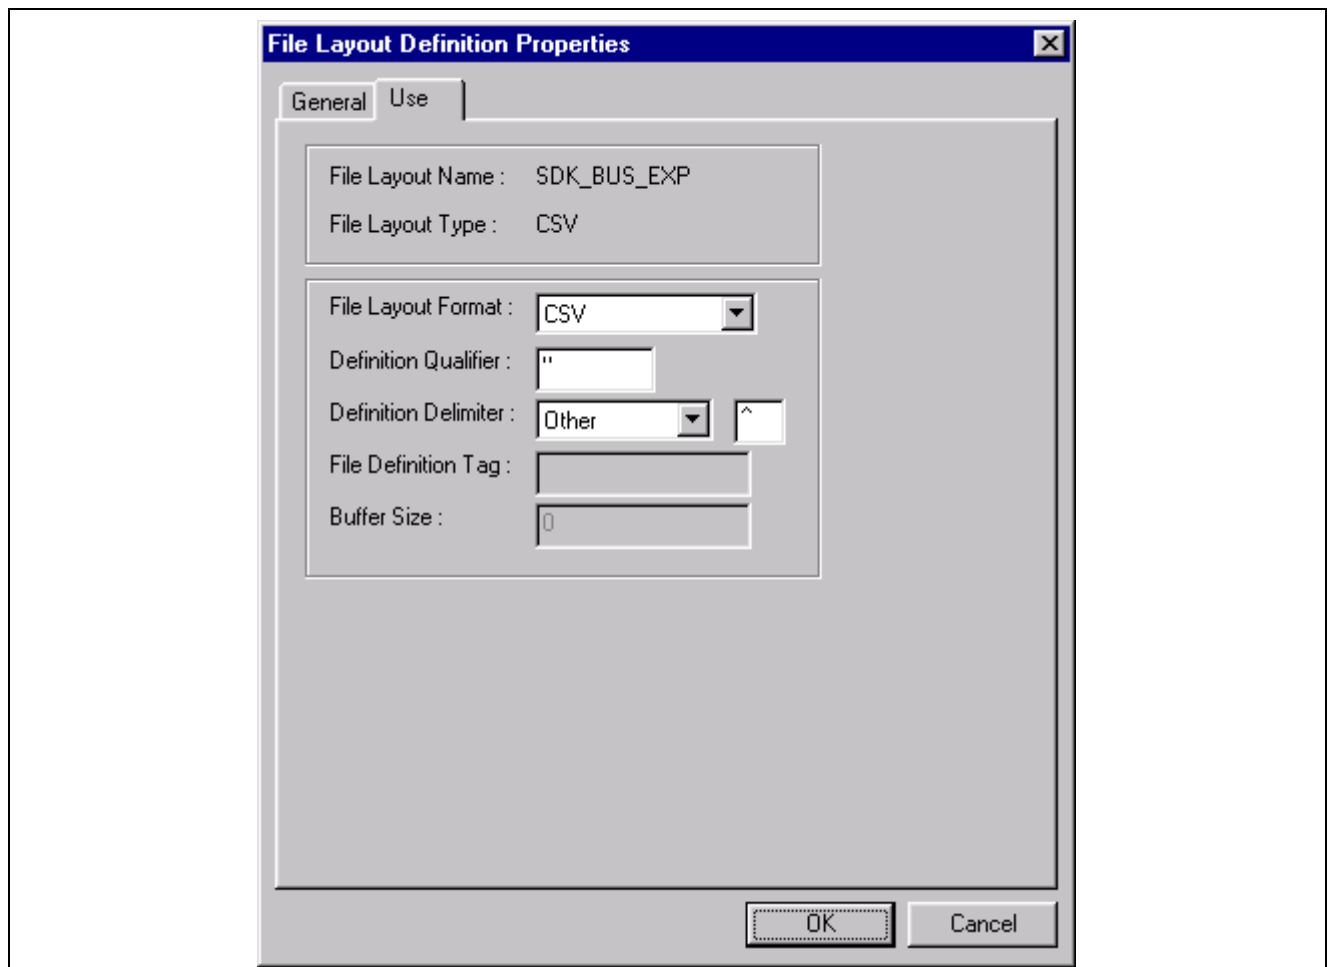 File Layout Definition Properties
General Use
File Layout Name : SDK_BUS_EXP
File Layout Type : CSV
File Layout Format : CSV
Definition Qualifier : "
Definition Delimiter : Other ^
File Definition Tag :
Buffer Size : 0
OK Cancel